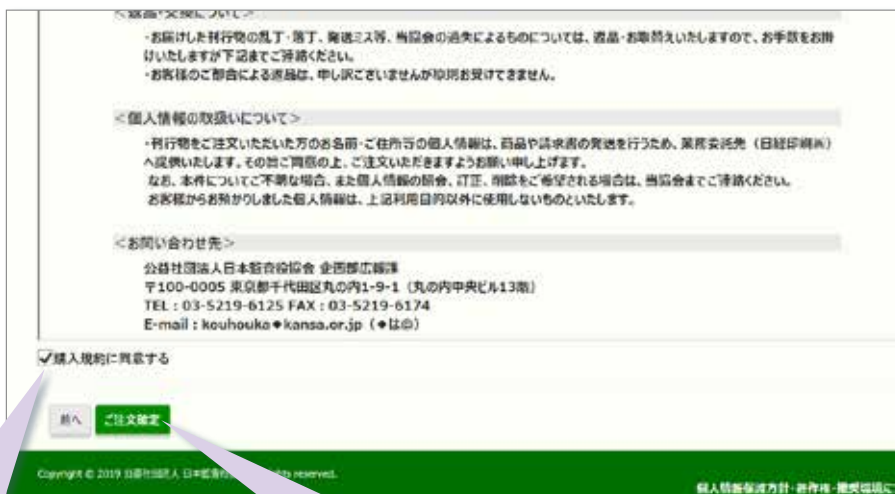 ＜返品・交換について＞
・お届けした刊行物の乱丁・落丁、発送ミス等、当協会の過失によるものについては、返品・お取替えいたしますので、お手数をお掛
けいたしますが下記までご連絡ください。
・お客様のご都合による返品は、申し訳ございませんが原則お受けできません。
＜個人情報の取扱いについて＞
・刊行物をご注文いただいた方のお名前・ご住所等の個人情報は、商品や請求書の発送を行うため、業務委託先（日経印刷㈱）
へ提供いたします。その旨ご同意の上、ご注文いただきますようお願い申し上げます。
なお、本件についてご不明な場合、また個人情報の照会、訂正、削除をご希望される場合は、当協会までご連絡ください。
お客様からお預かりしました個人情報は、上記利用目的以外に使用しないものといたします。
＜お問い合わせ先＞
公益社団法人日本監査役協会 企画部広報課
〒100-0005 東京都千代田区丸の内1-9-1（丸の内中央ビル13階）
TEL：03-5219-6125 FAX：03-5219-6174
E-mail：kouhouka◆kansa.or.jp（◆は@）
購入規約に同意する
前へ ご注文確定
Copyright © 2019 公益社団法人 日本監査 rights reserved.
個人情報保護方針・著作権・推奨環境に